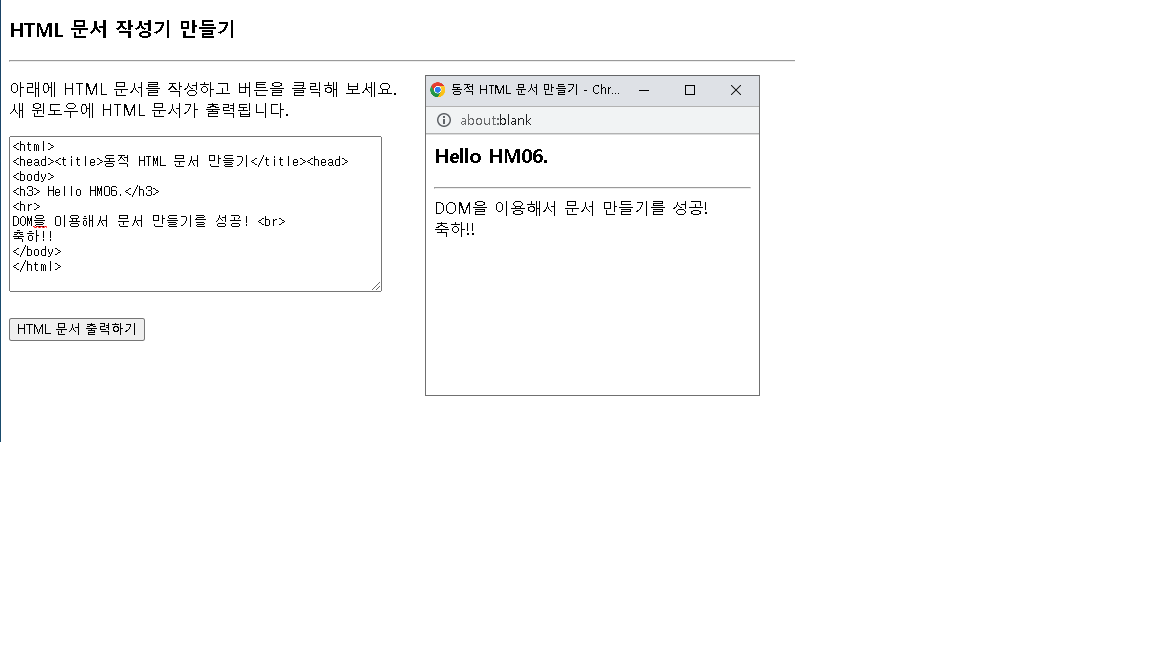 HTML 문서 작성기 만들기
아래에 HTML 문서를 작성하고 버튼을 클릭해 보세요.
새 윈도우에 HTML 문서가 출력됩니다.
<html>
<head><title>동적 HTML 문서 만들기</title><head>
<body>
<h3> Hello HM06.</h3>
<hr>
DOM을 이용해서 문서 만들기를 성공! <br>
축하!!
</body>
</html>
HTML 문서 출력하기
동적 HTML 문서 만들기 - Chr...
about:blank
Hello HM06.
DOM을 이용해서 문서 만들기를 성공!
축하!!